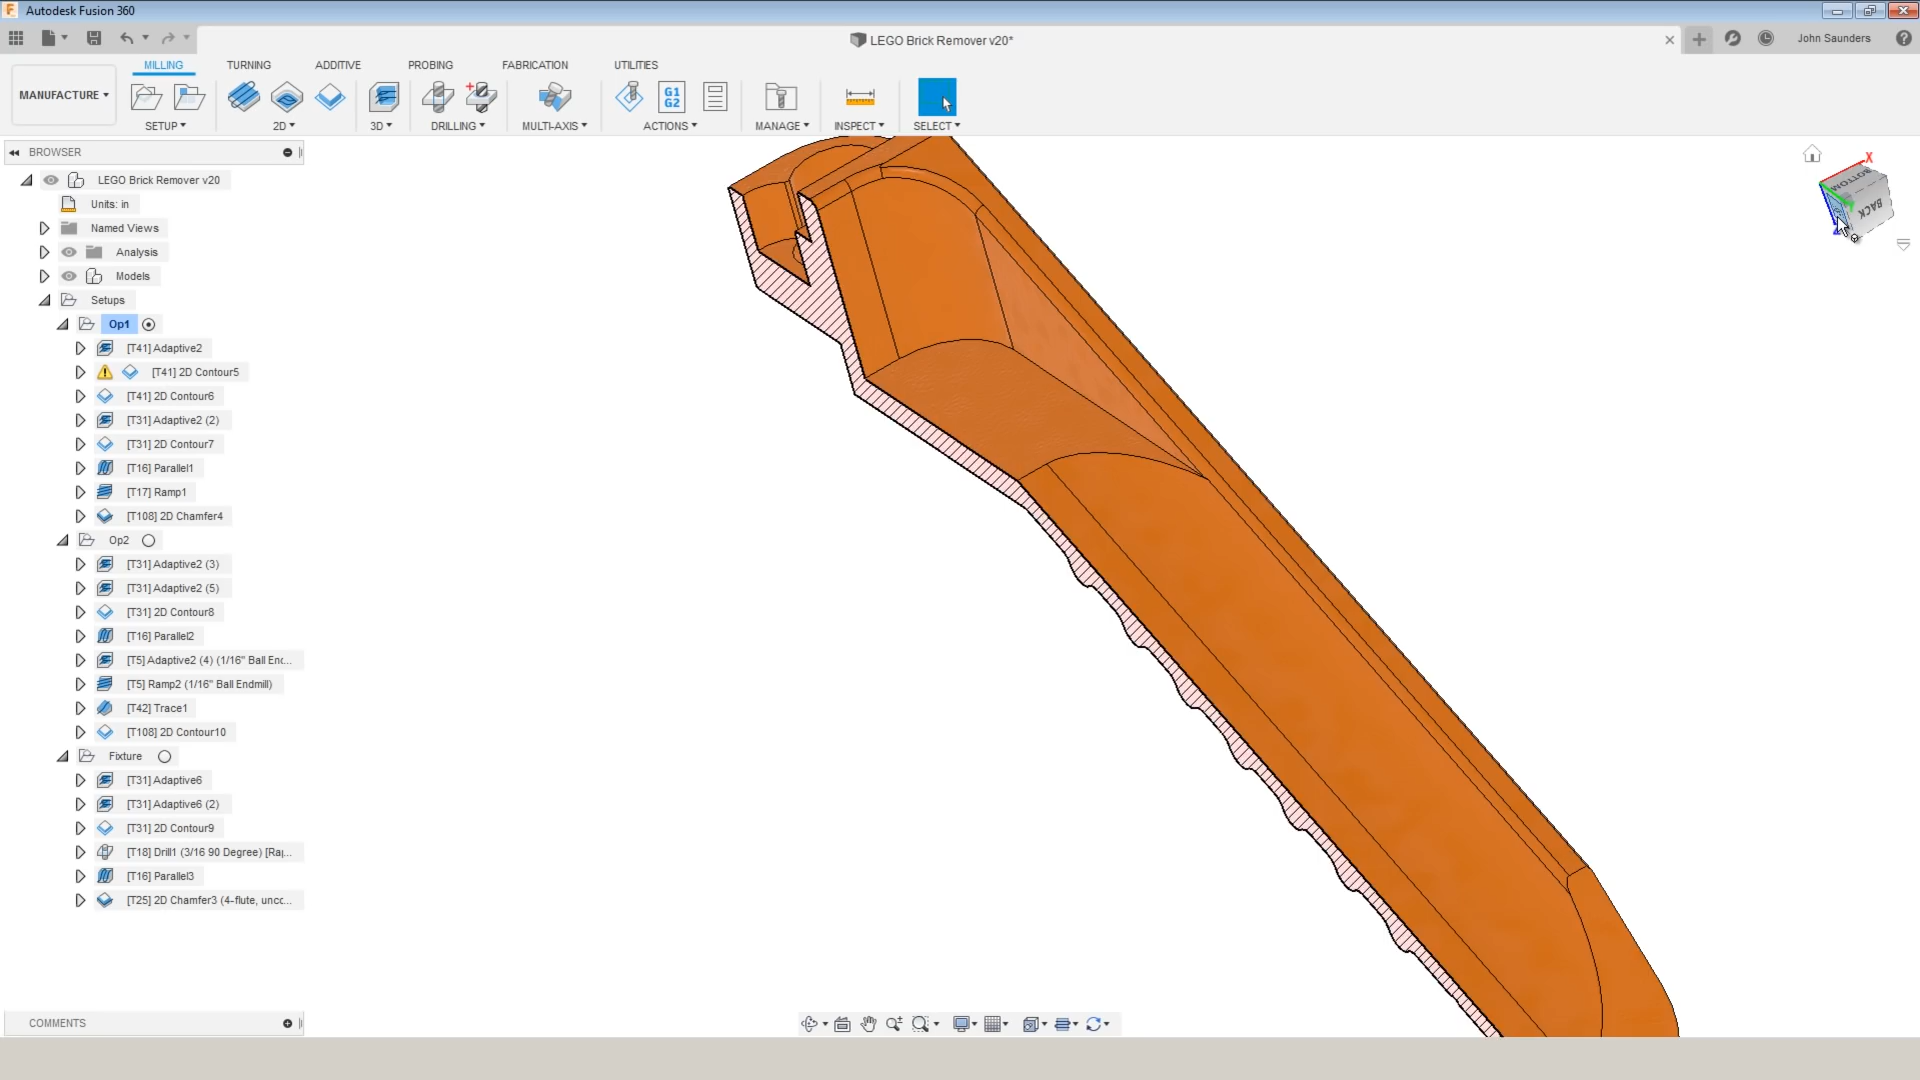 Autodesk Fusion 360
LEGO Brick Remover v20*
John Saunders
MILLING TURNING ADDITIVE PROBING FABRICATION UTILITIES
MANUFACTURE
G1
G2
SETUP 2D 3D DRILLING MULTI-AXIS ACTIONS MANAGE INSPECT SELECT
BROWSER
LEGO Brick Remover v20
Units: in
Named Views
Analysis
Models
Setups
Op1
[T41] Adaptive2
[T41] 2D Contour5
[T41] 2D Contour6
[T31] Adaptive2 (2)
[T31] 2D Contour7
[T16] Parallel1
[T17] Ramp1
[T108] 2D Chamfer4
Op2
[T31] Adaptive2 (3)
[T31] Adaptive2 (5)
[T31] 2D Contour8
[T16] Parallel2
[T5] Adaptive2 (4) (1/16" Ball Enc...
[T5] Ramp2 (1/16" Ball Endmill)
[T42] Trace1
[T108] 2D Contour10
Fixture
[T31] Adaptive6
[T31] Adaptive6 (2)
[T31] 2D Contour9
[T18] Drill1 (3/16 90 Degree) [Raj...
[T16] Parallel3
[T25] 2D Chamfer3 (4-flute, uncc...
COMMENTS
X
BOTTOM
BACK